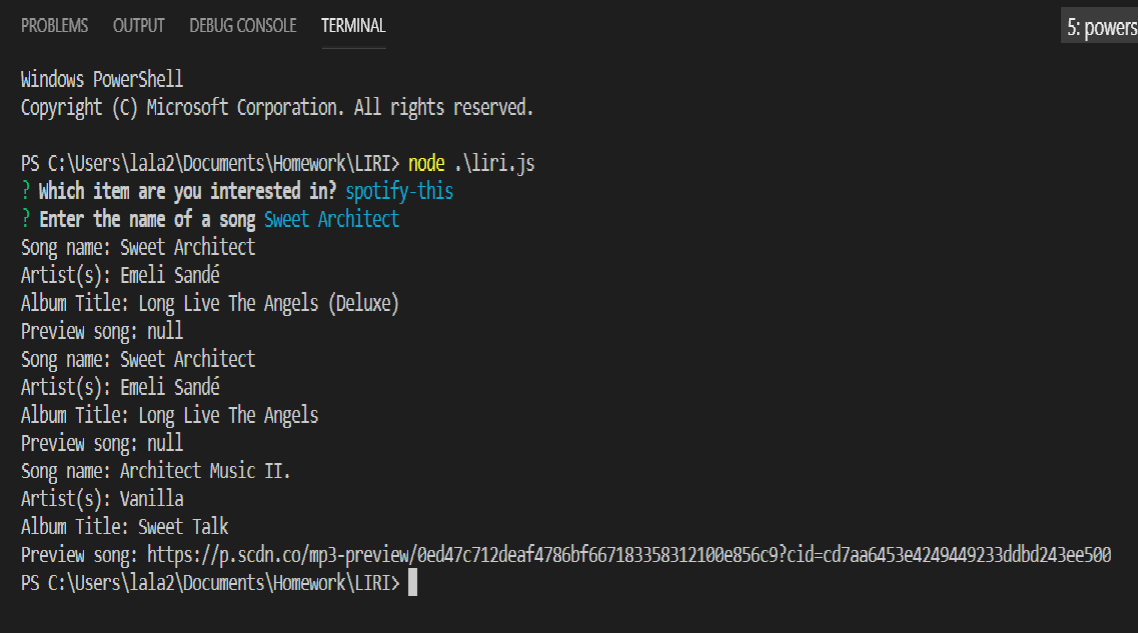 PROBLEMS OUTPUT DEBUG CONSOLE TERMINAL 5: powers
Windows PowerShell
Copyright (C) Microsoft Corporation. All rights reserved.
PS C:\Users\lala2\Documents\Homework\LIRI> node .\liri.js
? Which item are you interested in? spotify-this
? Enter the name of a song Sweet Architect
Song name: Sweet Architect
Artist(s): Emeli Sandé
Album Title: Long Live The Angels (Deluxe)
Preview song: null
Song name: Sweet Architect
Artist(s): Emeli Sandé
Album Title: Long Live The Angels
Preview song: null
Song name: Architect Music II.
Artist(s): Vanilla
Album Title: Sweet Talk
Preview song: https://p.scdn.co/mp3-preview/0ed47c712deaf4786bf667183358312100e856c9?cid=cd7aa6453e4249449233ddbd243ee500
PS C:\Users\lala2\Documents\Homework\LIRI>